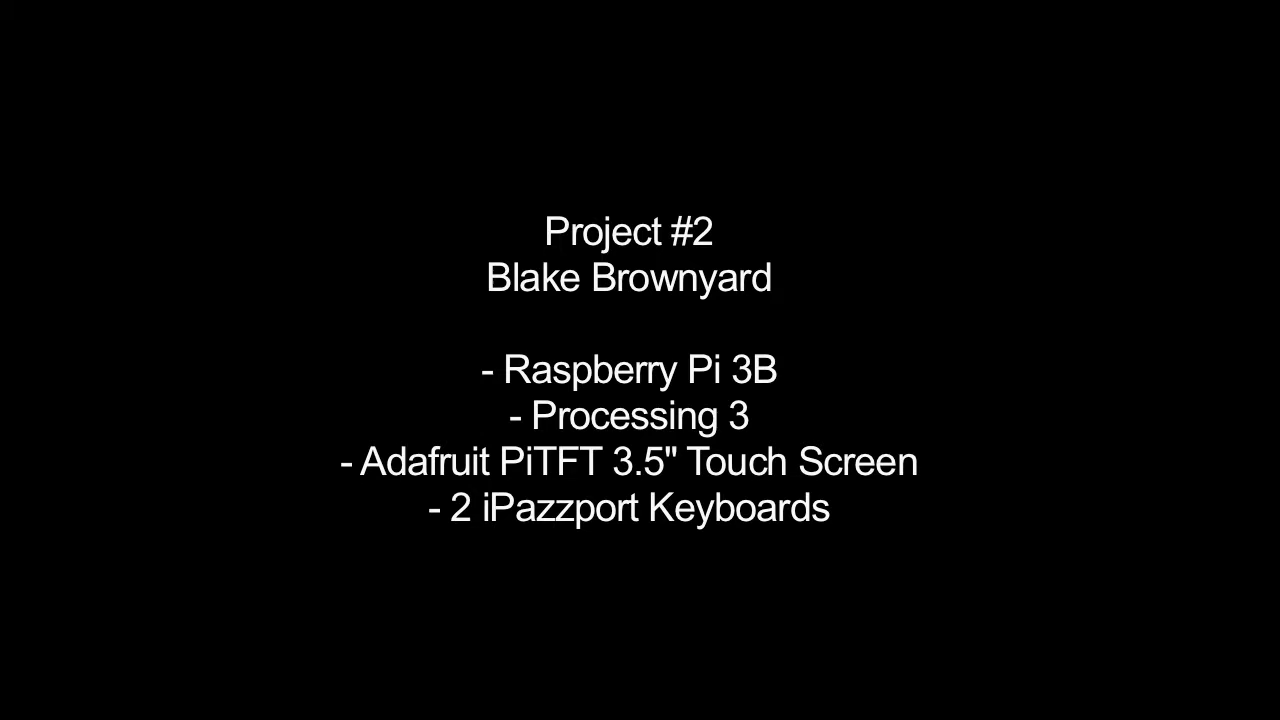 Project #2
Blake Brownyard
- Raspberry Pi 3B
- Processing 3
- Adafruit PiTFT 3.5" Touch Screen
- 2 iPazzport Keyboards